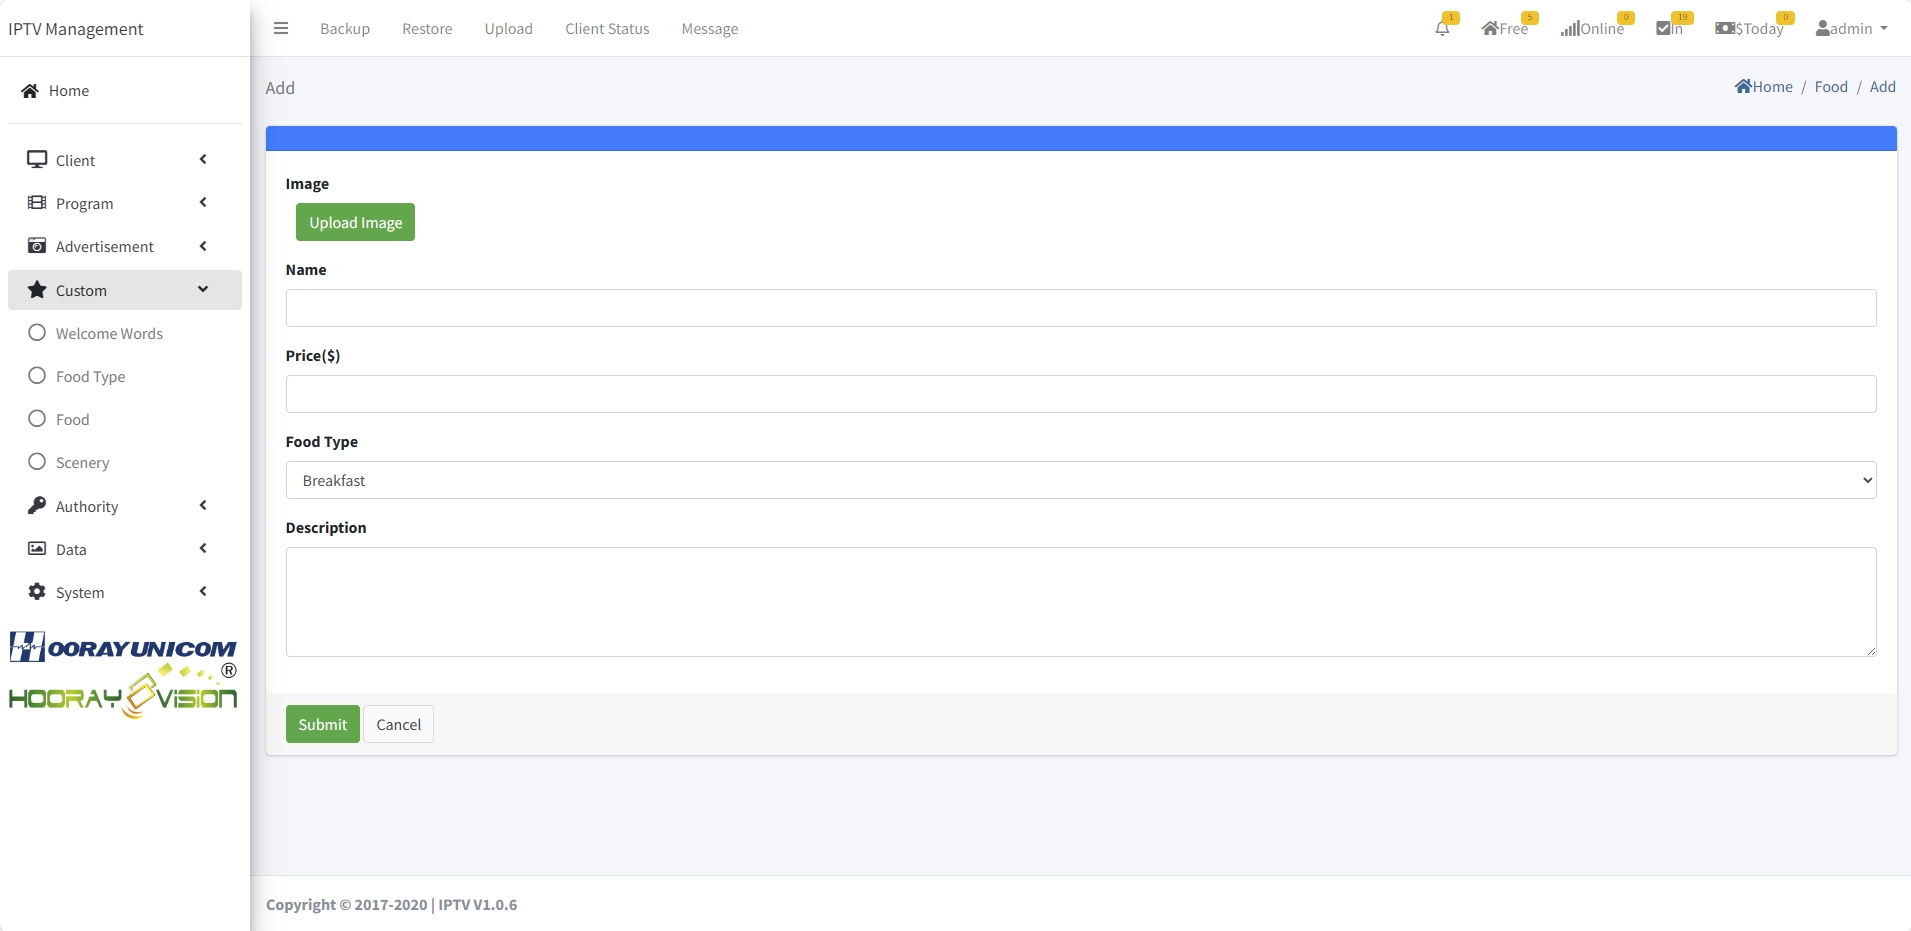 IPTV Management
Backup Restore Upload Client Status Message
1 Free 5 Online 0 In 19 $Today 0 admin
Home
Client
Program
Advertisement
Custom
Welcome Words
Food Type
Food
Scenery
Authority
Data
System
HOORAYUNICOM
HOORAY VISION ®
Add
Home / Food / Add
Image
Upload Image
Name
Price($)
Food Type
Breakfast
Description
Submit Cancel
Copyright © 2017-2020 | IPTV V1.0.6